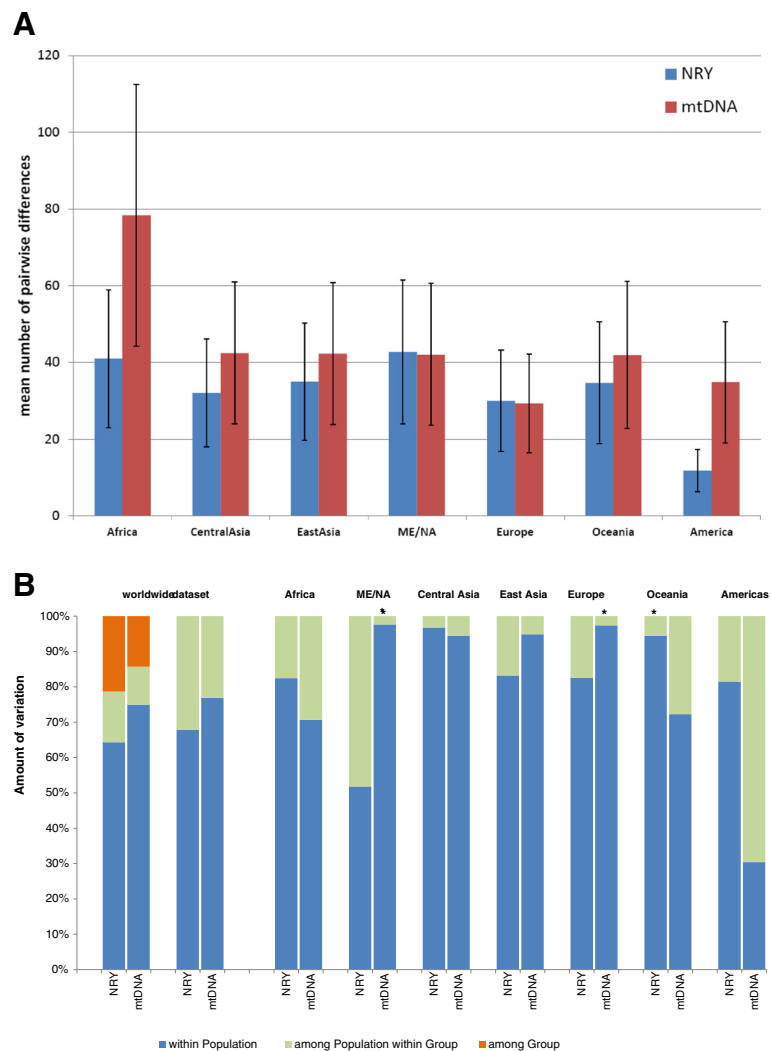 A
120
100
80
60
40
20
0
mean number of pairwise differences
NRY
mtDNA
Africa CentralAsia EastAsia ME/NA Europe Oceania America
B
worldwidedataset Africa ME/NA Central Asia East Asia Europe Oceania Americas
* * *
100%
90%
80%
70%
60%
50%
40%
30%
20%
10%
0%
Amount of variation
NRY mtDNA NRY mtDNA NRY mtDNA NRY mtDNA NRY mtDNA NRY mtDNA NRY mtDNA NRY mtDNA NRY mtDNA
within Population among Population within Group among Group